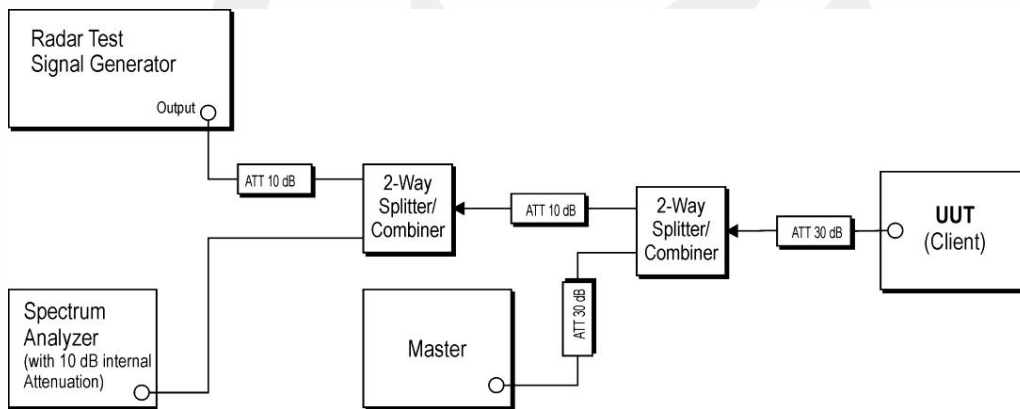 Radar Test
Signal Generator
Output
ATT 10 dB
2-Way
Splitter/
Combiner
ATT 10 dB
2-Way
Splitter/
Combiner
ATT 30 dB
UUT
(Client)
Spectrum
Analyzer
(with 10 dB internal
Attenuation)
Master
ATT 30 dB